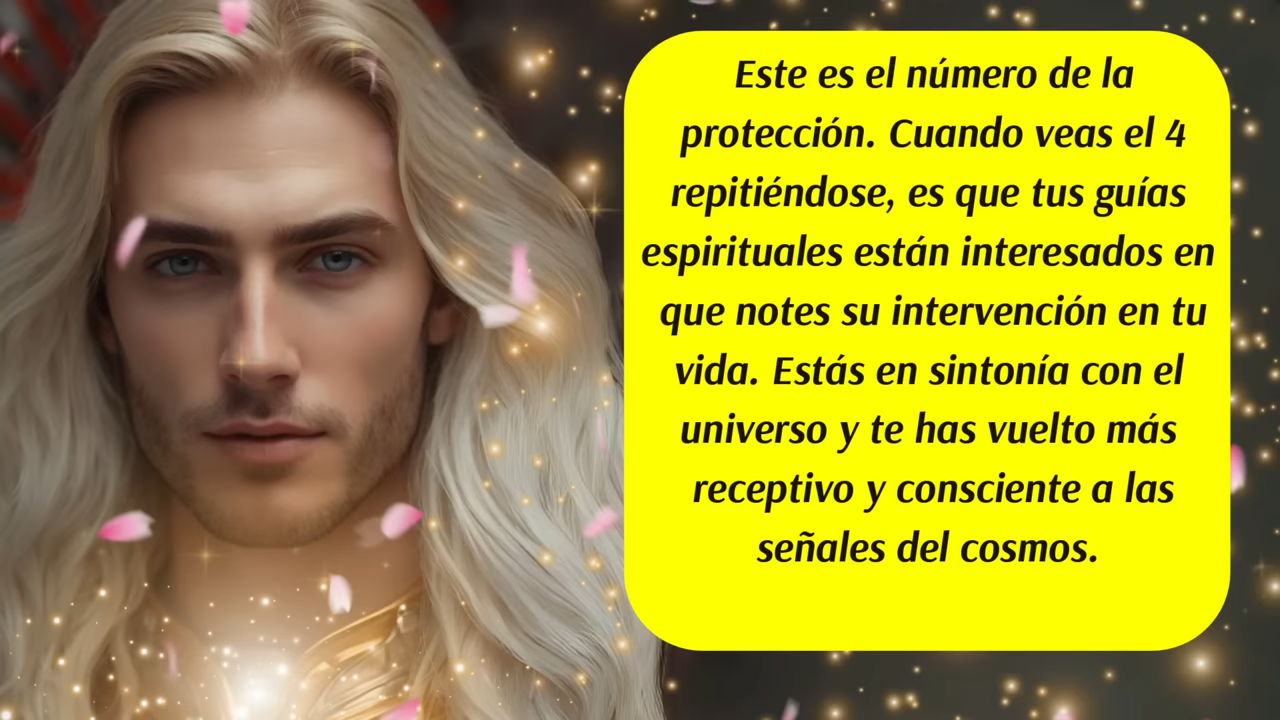 Este es el número de la
protección. Cuando veas el 4
repitiéndose, es que tus guías
espirituales están interesados en
que notes su intervención en tu
vida. Estás en sintonía con el
universo y te has vuelto más
receptivo y consciente a las
señales del cosmos.